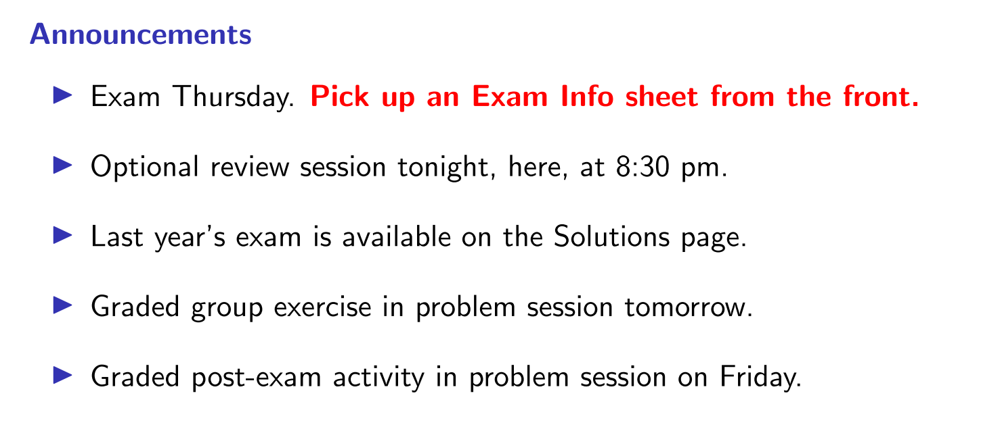 Announcements
Exam Thursday. Pick up an Exam Info sheet from the front.
Optional review session tonight, here, at 8:30 pm.
Last year's exam is available on the Solutions page.
Graded group exercise in problem session tomorrow.
Graded post-exam activity in problem session on Friday.